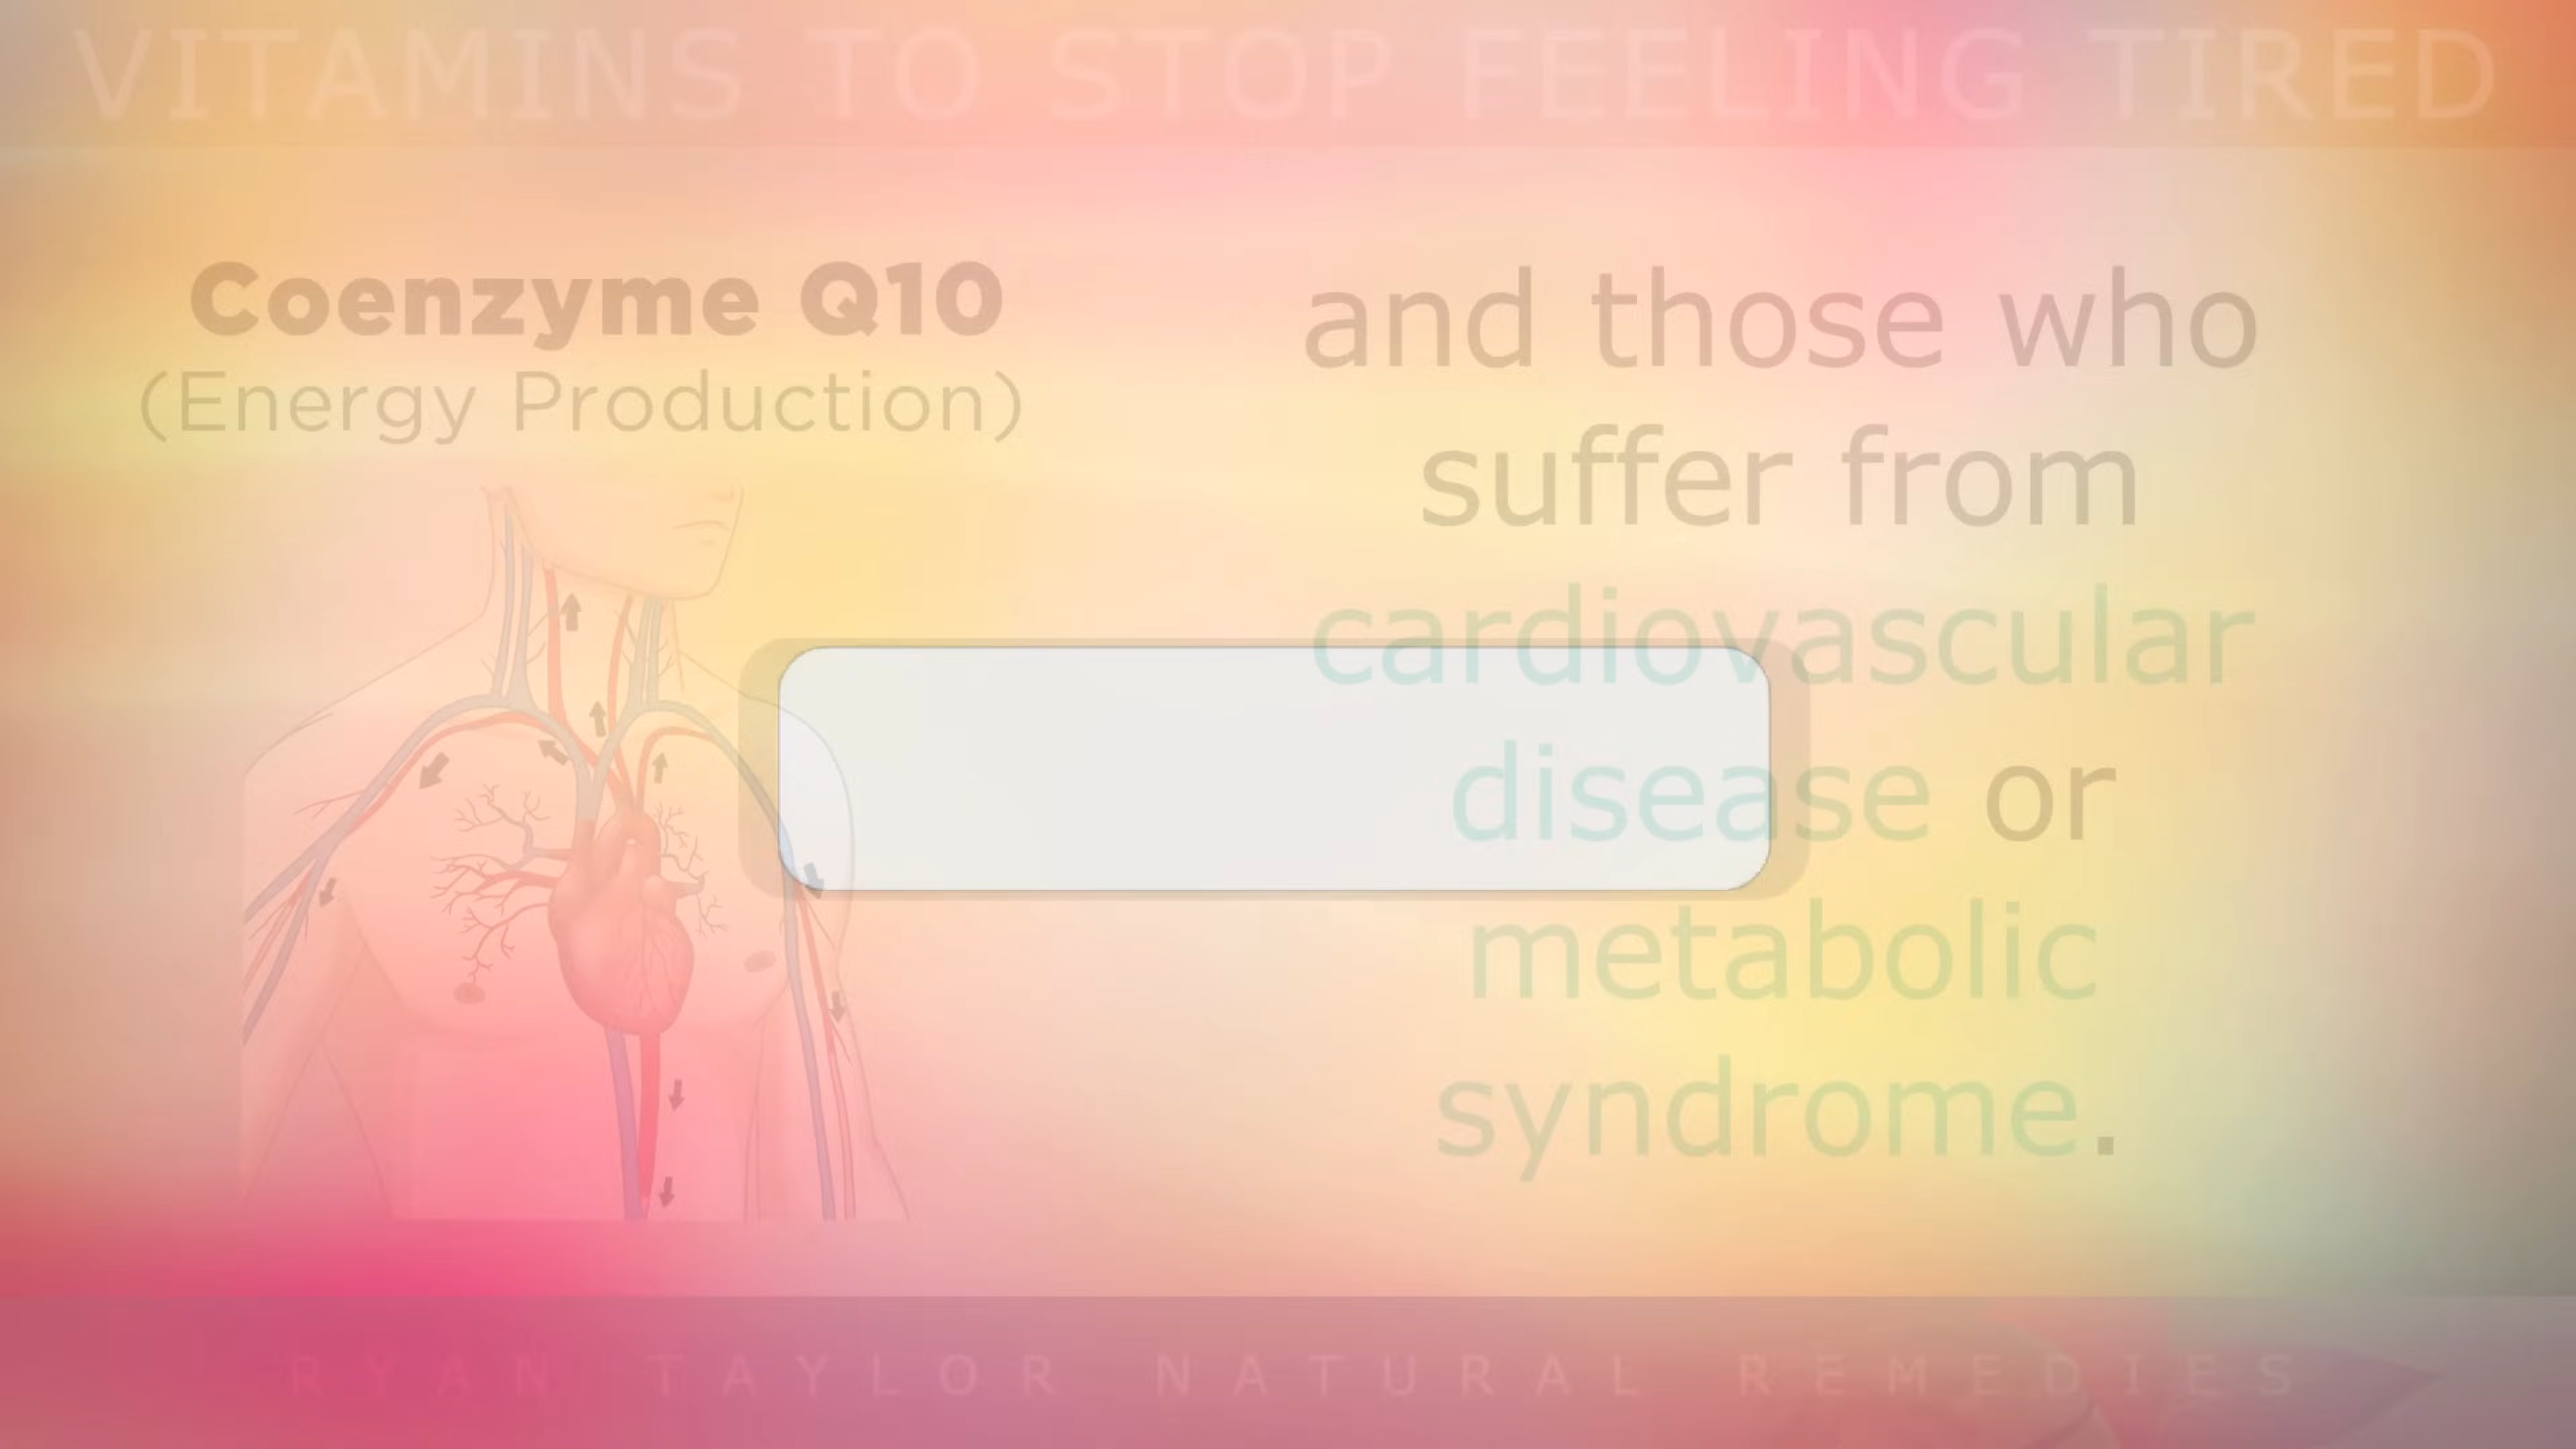 VITAMINS TO STOP FEELING TIRED
Coenzyme Q10
(Energy Production)
and those who
suffer from
cardiovascular
disease or
metabolic
syndrome.
RYAN TAYLOR NATURAL REMEDIES